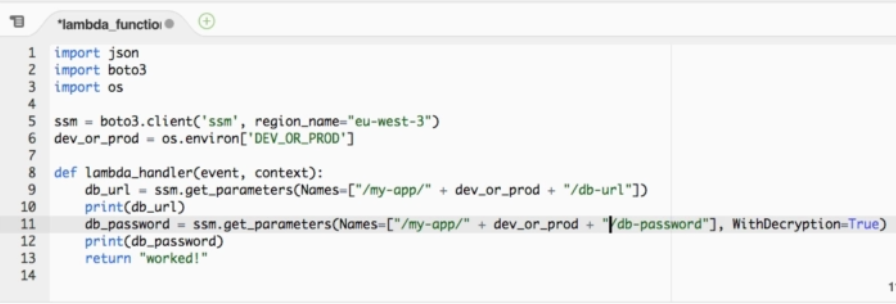 *lambda_functio
1 import json
2 import boto3
3 import os
4
5 ssm = boto3.client('ssm', region_name="eu-west-3")
6 dev_or_prod = os.environ['DEV_OR_PROD']
7
8 def lambda_handler(event, context):
9     db_url = ssm.get_parameters(Names=["/my-app/" + dev_or_prod + "/db-url"])
10     print(db_url)
11     db_password = ssm.get_parameters(Names=["/my-app/" + dev_or_prod + "/db-password"], WithDecryption=True)
12     print(db_password)
13     return "worked!"
14